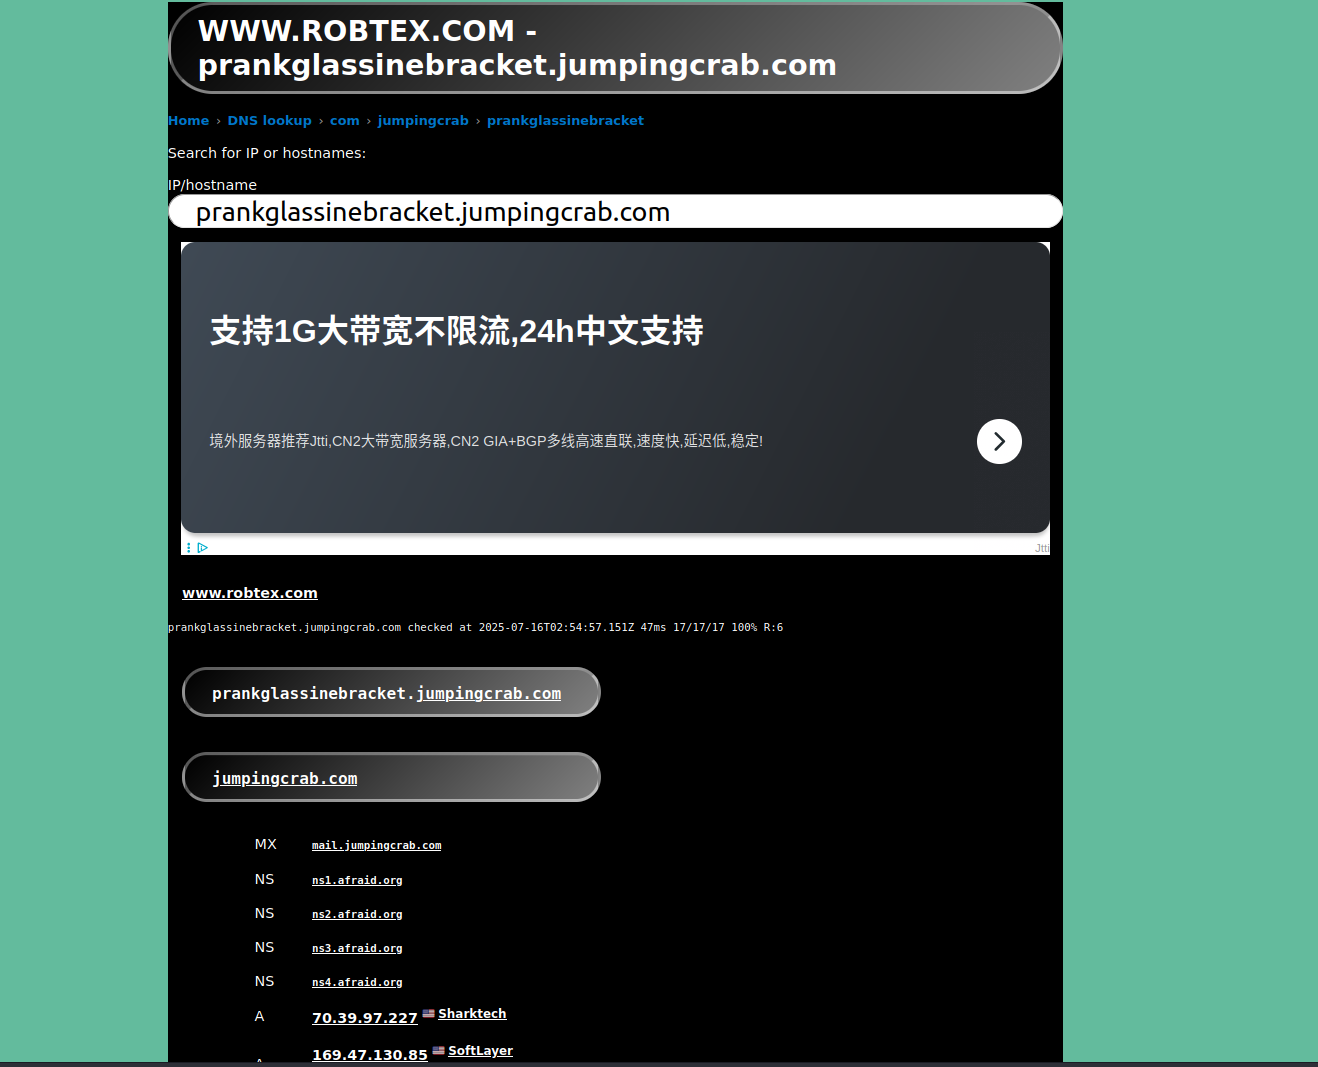 WWW.ROBTEX.COM -
prankglassinebracket.jumpingcrab.com
Home › DNS lookup › com › jumpingcrab › prankglassinebracket
Search for IP or hostnames:
IP/hostname
prankglassinebracket.jumpingcrab.com
支持1G大带宽不限流,24h中文支持
境外服务器推荐Jtti,CN2大带宽服务器,CN2 GIA+BGP多线高速直联,速度快,延迟低,稳定!
Jtti
www.robtex.com
prankglassinebracket.jumpingcrab.com checked at 2025-07-16T02:54:57.151Z 47ms 17/17/17 100% R:6
prankglassinebracket.jumpingcrab.com
jumpingcrab.com
MX mail.jumpingcrab.com
NS ns1.afraid.org
NS ns2.afraid.org
NS ns3.afraid.org
NS ns4.afraid.org
A 70.39.97.227 Sharktech
169.47.130.85 SoftLayer